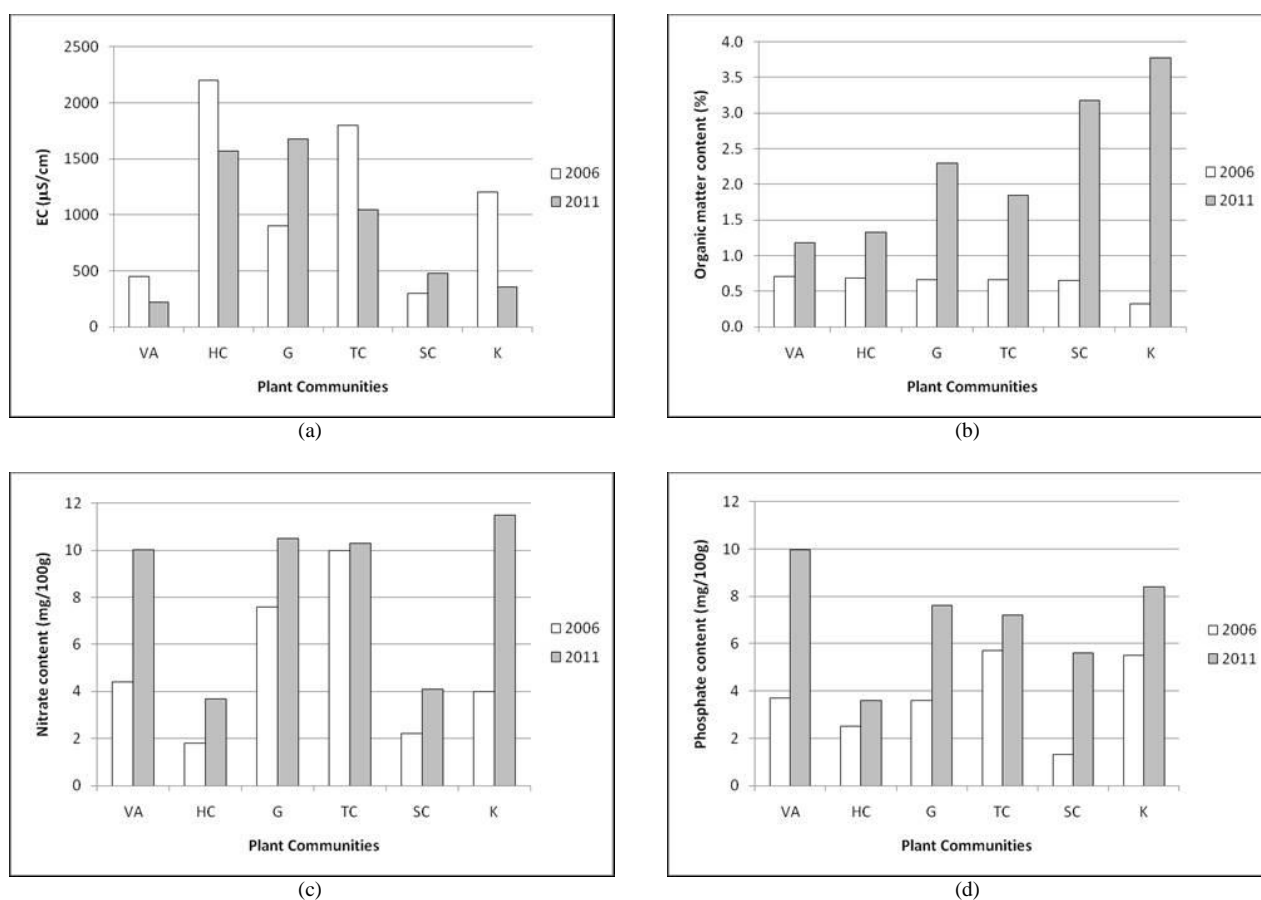 2500
2000
1500
1000
500
0
EC (µS/cm)
VA HC G TC SC K
Plant Communities
2006
2011
(a)
4.0
3.5
3.0
2.5
2.0
1.5
1.0
0.5
0.0
Organic matter content (%)
VA HC G TC SC K
Plant Communities
2006
2011
(b)
12
10
8
6
4
2
0
Nitrate content (mg/100g)
VA HC G TC SC K
Plant Communities
2006
2011
(c)
12
10
8
6
4
2
0
Phosphate content (mg/100g)
VA HC G TC SC K
Plant Communities
2006
2011
(d)